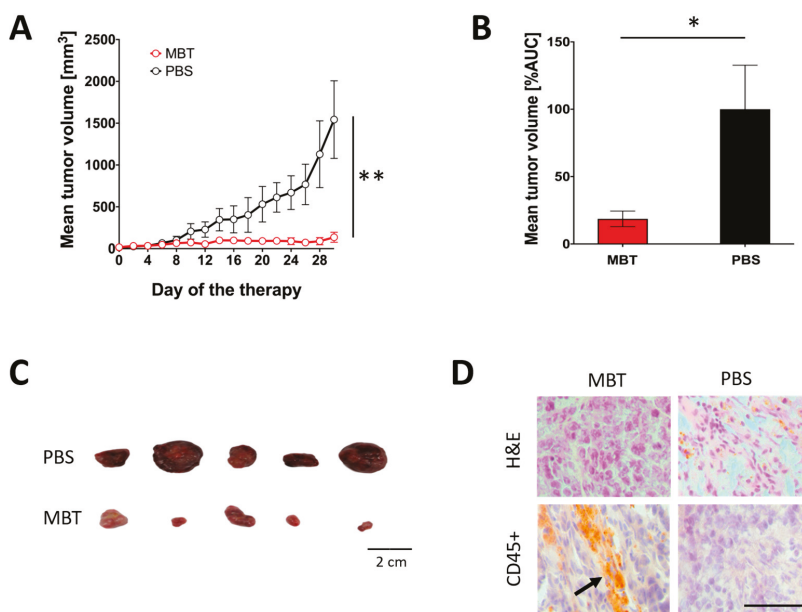 A
Mean tumor volume [mm³]
2500
2000
1500
1000
500
0
0 4 8 12 16 20 24 28
Day of the therapy
MBT
PBS
**
B
Mean tumor volume [%AUC]
150
100
50
0
MBT PBS
*
C
PBS
MBT
2 cm
D
MBT PBS
H&E
CD45+